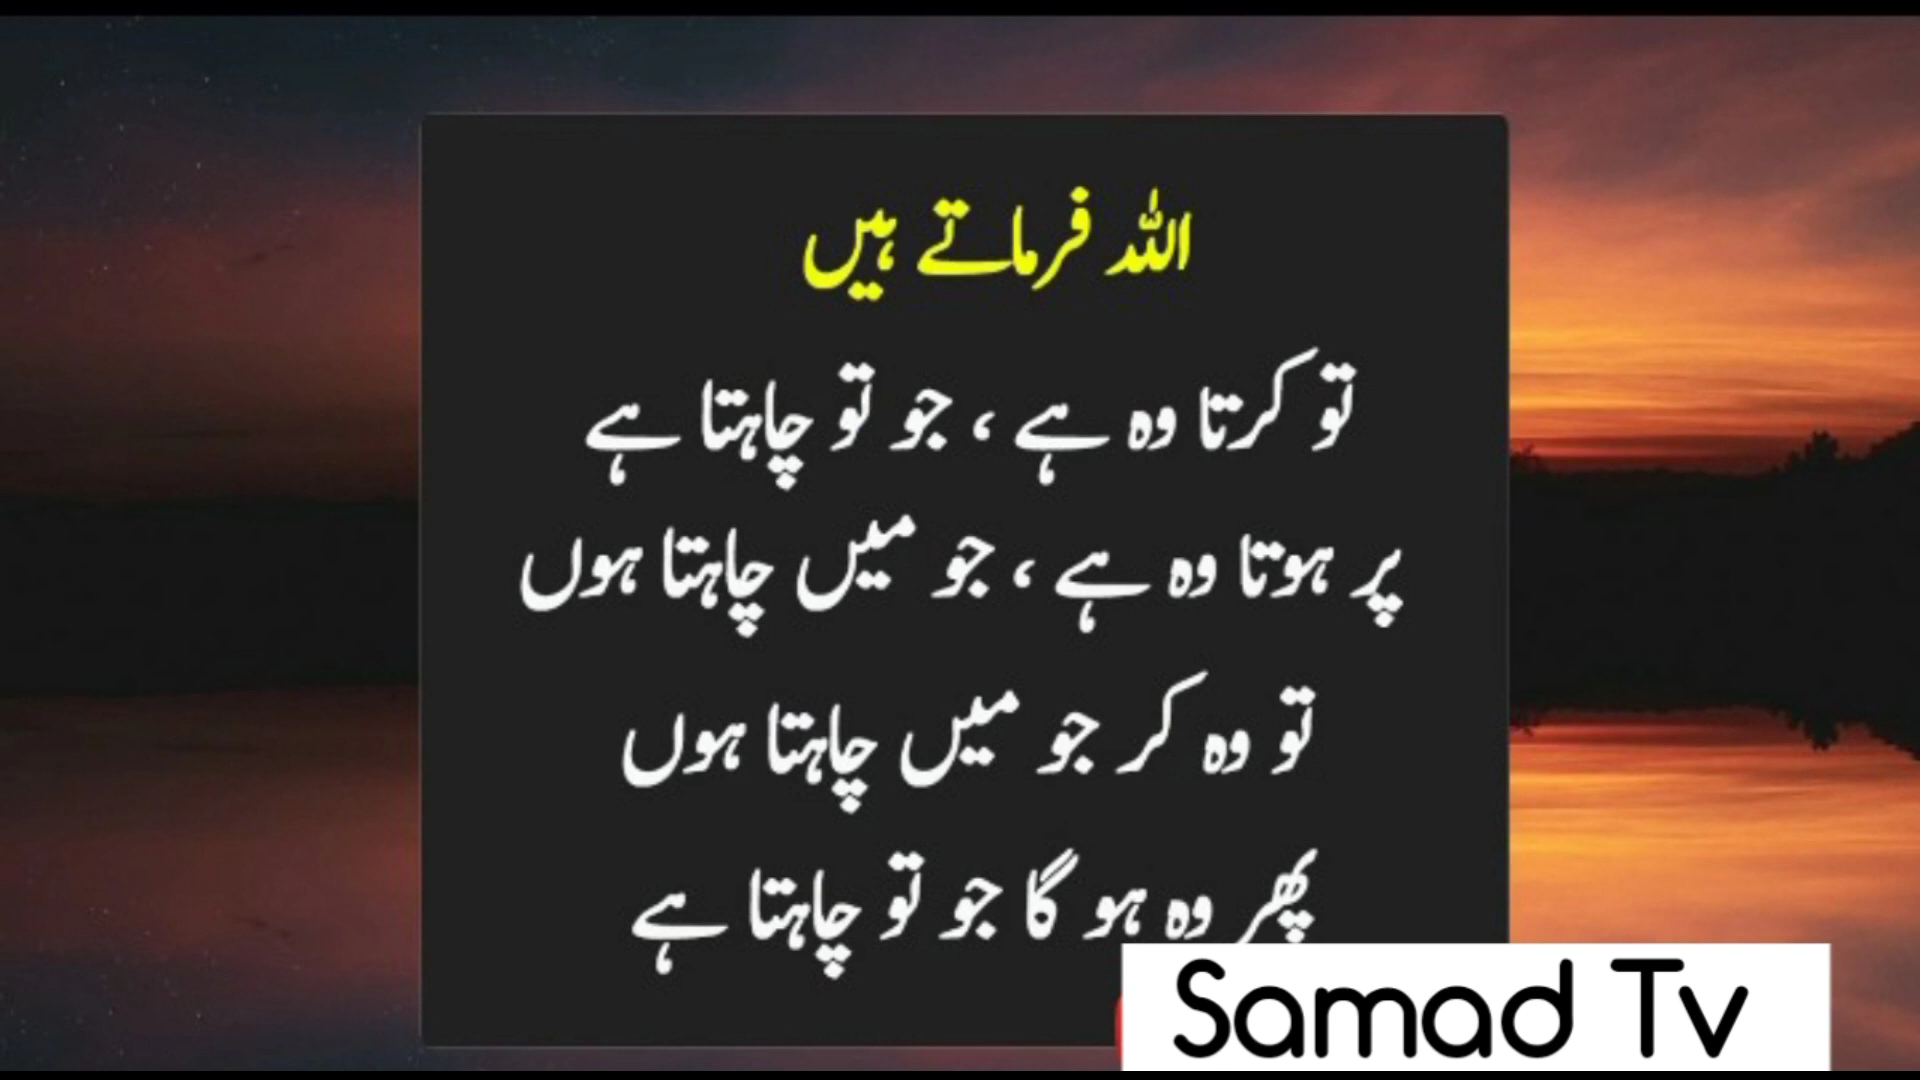 اللہ فرماتے ہیں
تو کرتا وہ ہے ، جو تو چاہتا ہے
پر ہوتا وہ ہے ، جو میں چاہتا ہوں
تو وہ کر جو میں چاہتا ہوں
پھر وہ ہو گا جو تو چاہتا ہے
Samad Tv